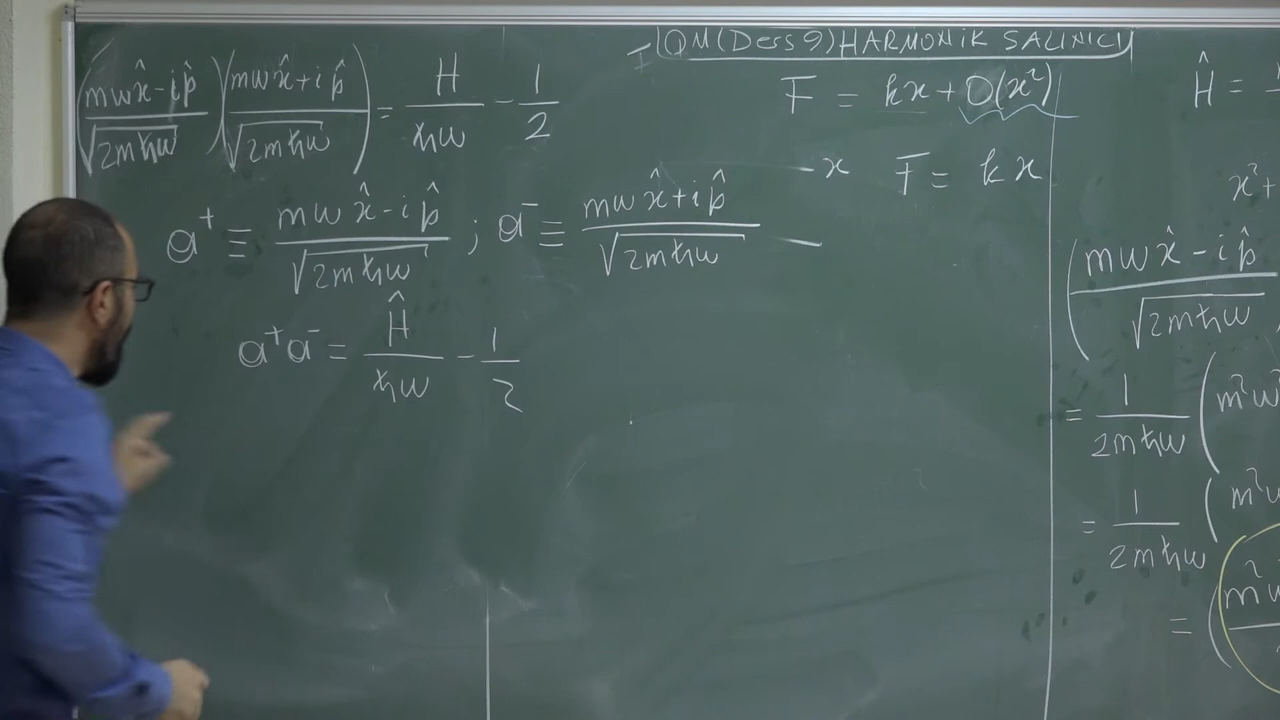 QM(Ders 9) HARMONİK SALINICI
(mωx̂-ip̂ / √2mħω)(mωx̂+ip̂ / √2mħω) = H/ħω - 1/2
a⁺ ≡ mωx̂-ip̂ / √2mħω ; a⁻ ≡ mωx̂+ip̂ / √2mħω
a⁺a⁻ = Ĥ/ħω - 1/2
F = kx + O(x²)
x F = kx
Ĥ =
x²+
(mωx̂-ip̂ / √2mħω
= 1/2mħω (m²ω²
= 1/2mħω (m²ω
= (m²ω